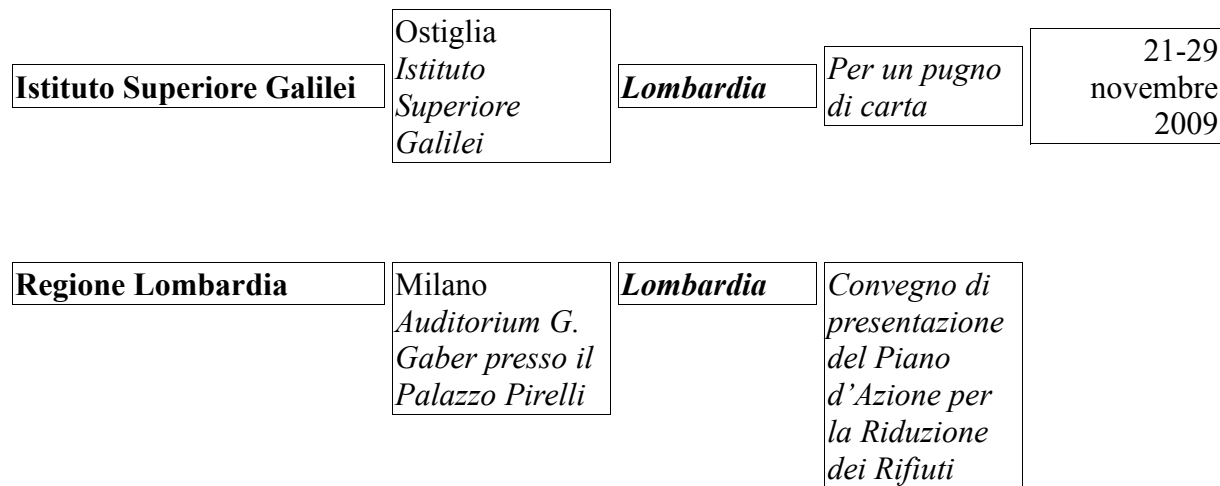 Istituto Superiore Galilei
Ostiglia
Istituto
Superiore
Galilei
Lombardia
Per un pugno
di carta
21-29
novembre
2009
Regione Lombardia
Milano
Auditorium G.
Gaber presso il
Palazzo Pirelli
Lombardia
Convegno di
presentazione
del Piano
d’Azione per
la Riduzione
dei Rifiuti